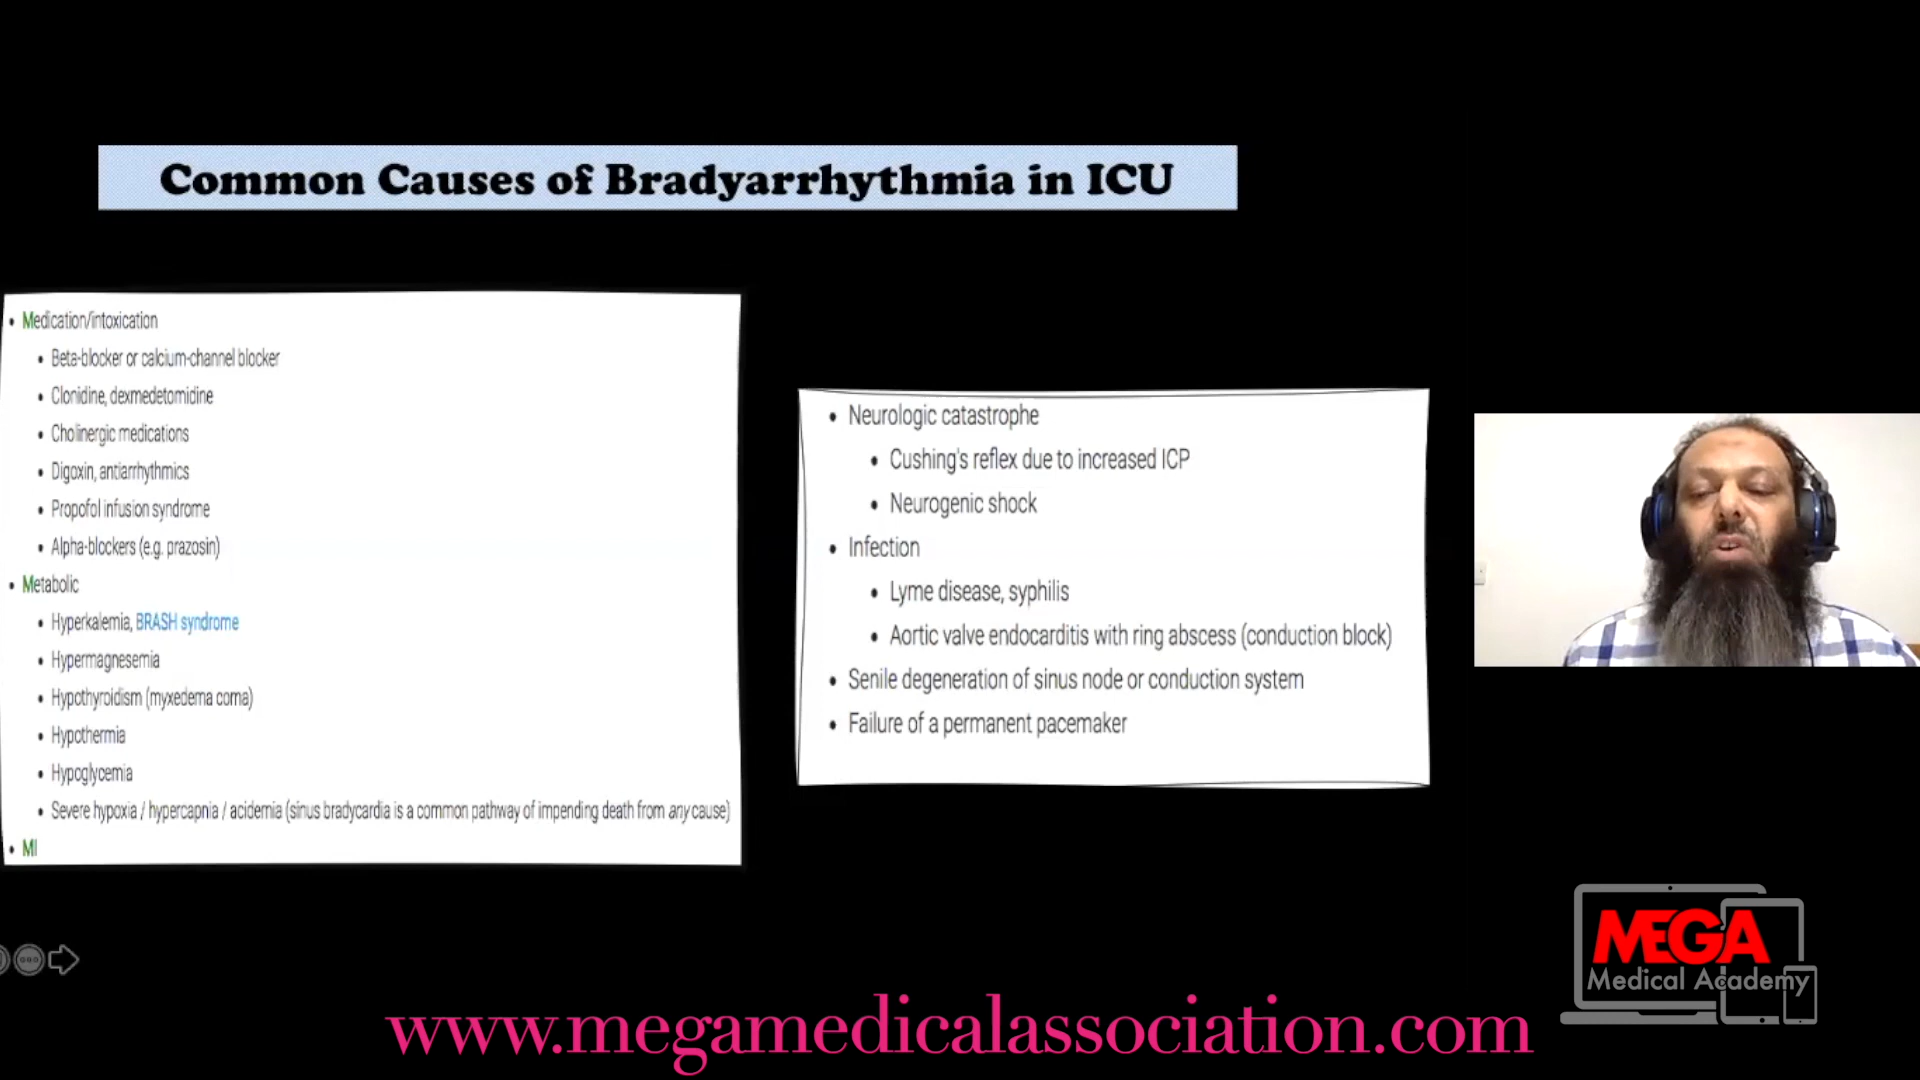 Common Causes of Bradyarrhythmia in ICU
• Medication/intoxication
• Beta-blocker or calcium-channel blocker
• Clonidine, dexmedetomidine
• Cholinergic medications
• Digoxin, antiarrhythmics
• Propofol infusion syndrome
• Alpha-blockers (e.g. prazosin)
• Metabolic
• Hyperkalemia, BRASH syndrome
• Hypermagnesemia
• Hypothyroidism (myxedema coma)
• Hypothermia
• Hypoglycemia
• Severe hypoxia / hypercapnia / acidemia (sinus bradycardia is a common pathway of impending death from any cause)
• MI
• Neurologic catastrophe
• Cushing's reflex due to increased ICP
• Neurogenic shock
• Infection
• Lyme disease, syphilis
• Aortic valve endocarditis with ring abscess (conduction block)
• Senile degeneration of sinus node or conduction system
• Failure of a permanent pacemaker
MEGA
Medical Academy
www.megamedicalassociation.com